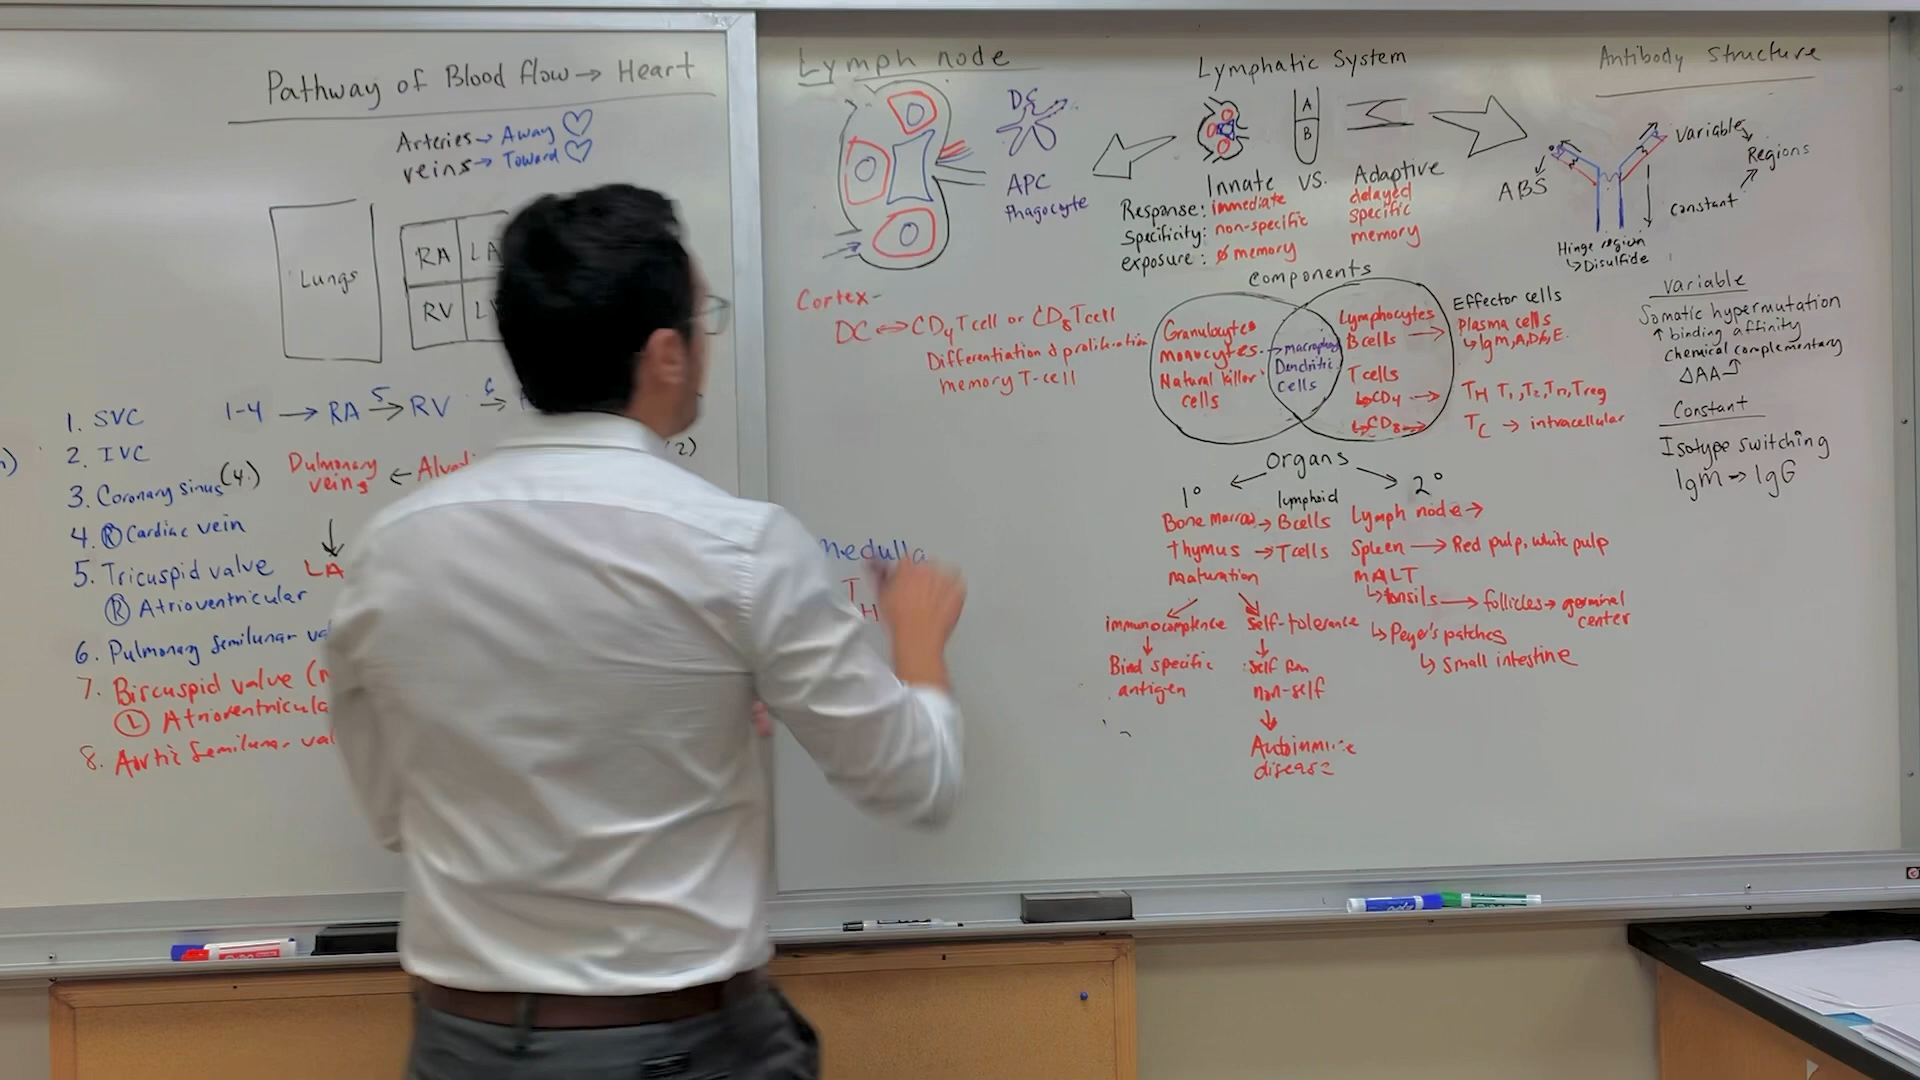 Pathway of Blood flow → Heart
Arteries → Away ♡
veins → Toward ♡
Lungs
RA
LA
RV
1. SVC
2. IVC
3. Coronary sinus
4. Ⓡ Cardiac vein
5. Tricuspid valve
Ⓡ Atrioventricular
6. Pulmonary semilunar
7. Bircuspid valve
Ⓛ Atrioventricula
8. Aortic semilunar val
1-4 → RA 5→ RV 6→
(2)
(4.)
Pulmonary
veins ←
↓
LA
Lymph node
DC
APC
Phagocyte
Cortex-
DC ↔ CD4 T cell or CD8 T cell
Differentiation & proliferation
memory T-cell
Medulla
T
H
Lymphatic System
A
B
Innate vs. Adaptive
Response: immediate delayed
Specificity: non-specific specific
exposure: ø memory memory
Components
Granulocytes
monocytes →
Natural killer
cells
macrophage
Dendritic
cells
Lymphocytes
B cells →
T cells
↳CD4 →
↳CD8 →
Effector cells
Plasma cells
↳ IgM, A, D, G, E.
TH T1, T2, T17, Treg
TC → intracellular
Organs
1°
lymphoid
2°
Bone marrow → B cells
thymus → T cells
maturation
immunocomptence
↓
Bind specific
antigen
Self-tolerance
↓
Self from
non-self
↓
Autoimmune
disease
Lymph node →
Spleen → Red pulp, white pulp
MALT
↳ tonsils → follicles → germinal
center
↳ Peyer's patches
↳ Small intestine
Antibody Structure
Variable
Regions
Constant
ABS
Hinge region
↳ Disulfide
Variable
Somatic hypermutation
↑ binding affinity
Chemical complementary
ΔAA
Constant
Isotype switching
IgM → IgG